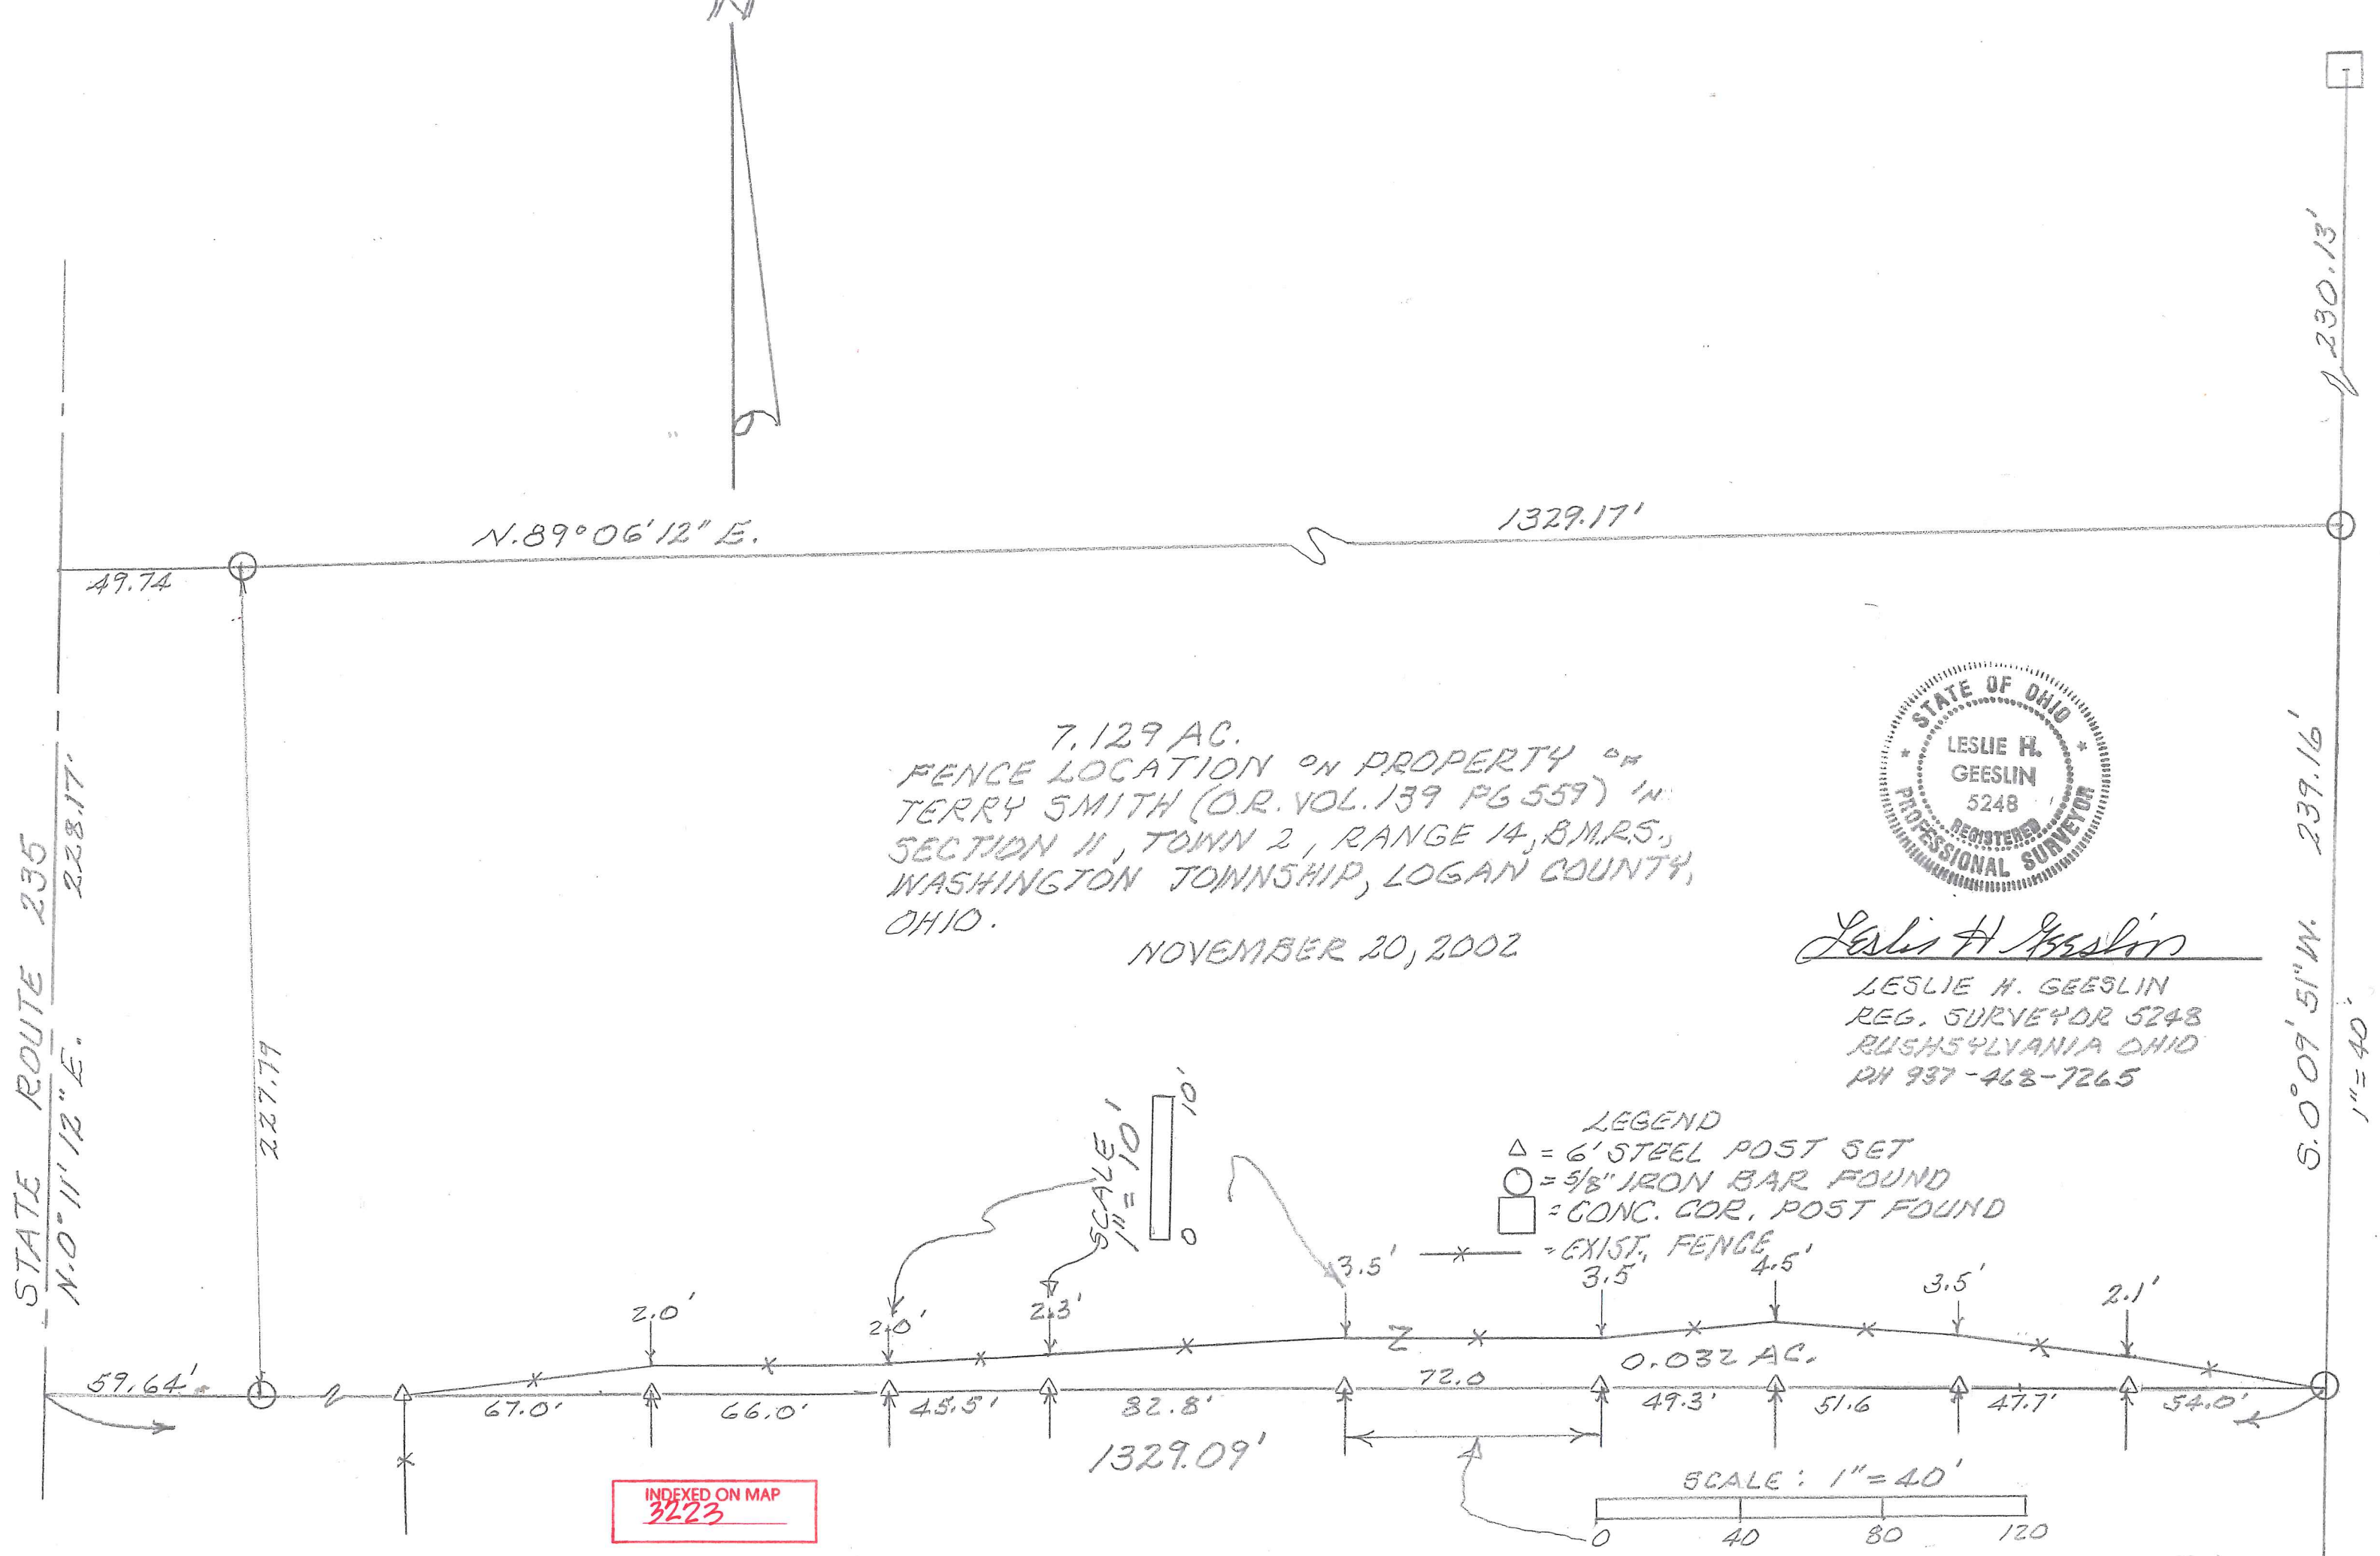 N
230.13'
N.89°06'12" E.
1329.17'
49.74
STATE ROUTE 235
N.0°11'12" E. 228.17'
227.79
7.129 AC.
FENCE LOCATION ON PROPERTY OF
TERRY SMITH (O.R. VOL. 139 PG 559) IN
SECTION 11, TOWN 2, RANGE 14, B.M.R.S.,
WASHINGTON TOWNSHIP, LOGAN COUNTY,
OHIO.
NOVEMBER 20, 2002
STATE OF OHIO
LESLIE H.
GEESLIN
5248
REGISTERED
PROFESSIONAL SURVEYOR
Leslie H Geeslin
LESLIE H. GEESLIN
REG. SURVEYOR 5248
RUSHSYLVANIA OHIO
PH 937-468-7265
S.0°09'51"W. 239.16'
1"=40'
SCALE
1"=10'
0 10'
LEGEND
△ = 6' STEEL POST SET
○ = 5/8" IRON BAR FOUND
□ = CONC. COR. POST FOUND
—x— = EXIST. FENCE
2.0' 2.0' 2.3' 3.5' 3.5' 4.5' 3.5' 2.1'
Z
0.032 AC.
59.64'
67.0' 66.0' 45.5' 82.8' 72.0 49.3' 51.6 47.7' 54.0'
1329.09'
INDEXED ON MAP
3223
SCALE: 1"=40'
0 40 80 120